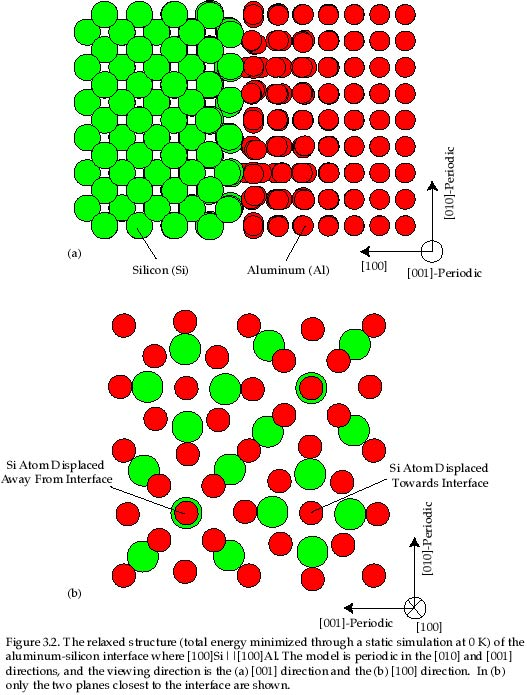 [010]-Periodic
(a)
[100]
Silicon (Si)
Aluminum (Al)
[001]-Periodic
Si Atom Displaced
Away From Interface
Si Atom Displaced
Towards Interface
[010]-Periodic
(b)
[001]-Periodic
[100]
Figure 3.2. The relaxed structure (total energy minimized through a static simulation at 0 K) of the
aluminum-silicon interface where [100]Si||[100]Al. The model is periodic in the [010] and [001]
directions, and the viewing direction is the (a) [001] direction and the (b) [100] direction. In (b)
only the two planes closest to the interface are shown.